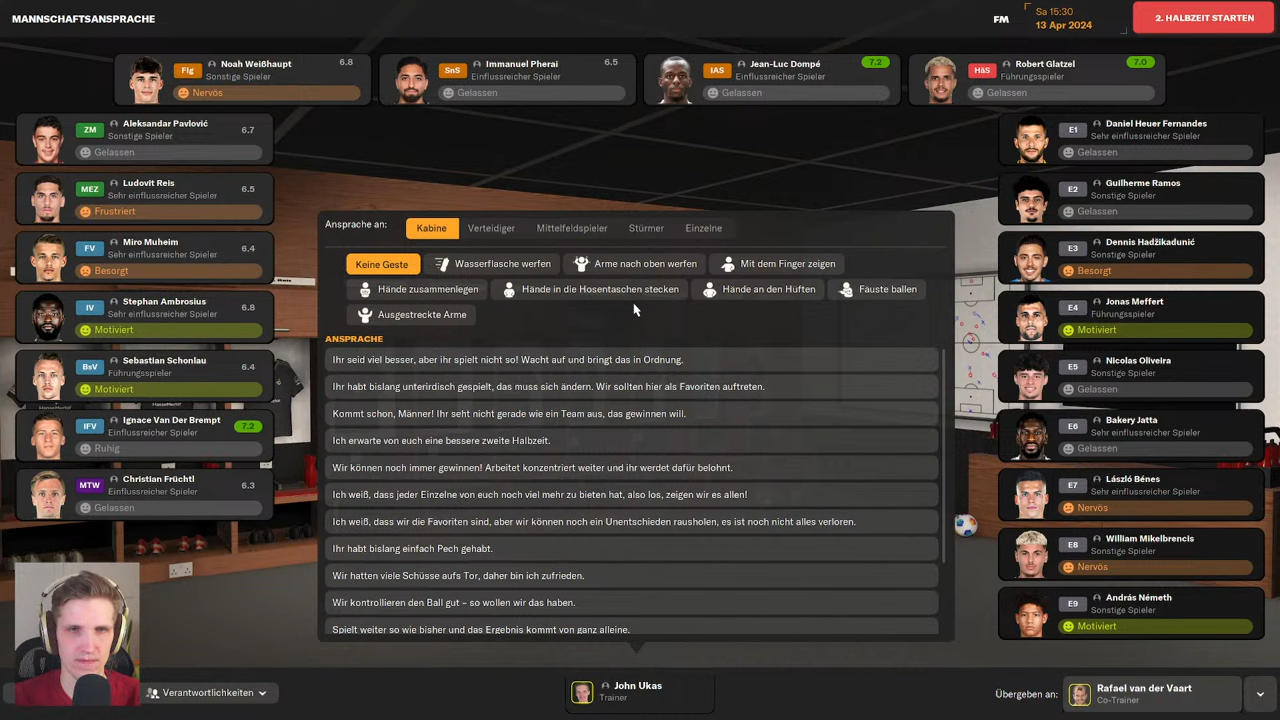 MANNSCHAFTSANSPRACHE
FM
Sa 15:30
13 Apr 2024
2. HALBZEIT STARTEN
Flg
Noah Weißhaupt
6.8
Sonstige Spieler
Nervös
SnS
Immanuel Pherai
6.5
Einflussreicher Spieler
Gelassen
IAS
Jean-Luc Dompé
7.2
Einflussreicher Spieler
Gelassen
H&S
Robert Glatzel
7.0
Führungsspieler
Gelassen
ZM
Aleksandar Pavlović
6.7
Sonstige Spieler
Gelassen
MEZ
Ludovit Reis
6.5
Sehr einflussreicher Spieler
Frustriert
FV
Miro Muheim
6.4
Sehr einflussreicher Spieler
Besorgt
IV
Stephan Ambrosius
6.7
Sehr einflussreicher Spieler
Motiviert
BsV
Sebastian Schonlau
6.4
Führungsspieler
Motiviert
IFV
Ignace Van Der Brempt
7.2
Einflussreicher Spieler
Ruhig
MTW
Christian Früchtl
6.3
Einflussreicher Spieler
Gelassen
Ansprache an:
Kabine
Verteidiger
Mittelfeldspieler
Stürmer
Einzelne
Keine Geste
Wasserflasche werfen
Arme nach oben werfen
Mit dem Finger zeigen
Hände zusammenlegen
Hände in die Hosentaschen stecken
Hände an den Hüften
Fäuste ballen
Ausgestreckte Arme
ANSPRACHE
Ihr seid viel besser, aber ihr spielt nicht so! Wacht auf und bringt das in Ordnung.
Ihr habt bislang unterirdisch gespielt, das muss sich ändern. Wir sollten hier als Favoriten auftreten.
Kommt schon, Männer! Ihr seht nicht gerade wie ein Team aus, das gewinnen will.
Ich erwarte von euch eine bessere zweite Halbzeit.
Wir können noch immer gewinnen! Arbeitet konzentriert weiter und ihr werdet dafür belohnt.
Ich weiß, dass jeder Einzelne von euch noch viel mehr zu bieten hat, also los, zeigen wir es allen!
Ich weiß, dass wir die Favoriten sind, aber wir können noch ein Unentschieden rausholen, es ist noch nicht alles verloren.
Ihr habt bislang einfach Pech gehabt.
Wir hatten viele Schüsse aufs Tor, daher bin ich zufrieden.
Wir kontrollieren den Ball gut – so wollen wir das haben.
Spielt weiter so wie bisher und das Ergebnis kommt von ganz alleine.
E1
Daniel Heuer Fernandes
Sehr einflussreicher Spieler
Gelassen
E2
Guilherme Ramos
Sehr einflussreicher Spieler
Gelassen
E3
Dennis Hadžikadunić
Sehr einflussreicher Spieler
Besorgt
E4
Jonas Meffert
Führungsspieler
Motiviert
E5
Nicolas Oliveira
Sonstige Spieler
Gelassen
E6
Bakery Jatta
Sehr einflussreicher Spieler
Gelassen
E7
László Bénes
Sehr einflussreicher Spieler
Nervös
E8
William Mikelbrencis
Sonstige Spieler
Nervös
E9
András Németh
Sonstige Spieler
Motiviert
Verantwortlichkeiten
John Ukas
Trainer
Übergeben an:
Rafael van der Vaart
Co-Trainer